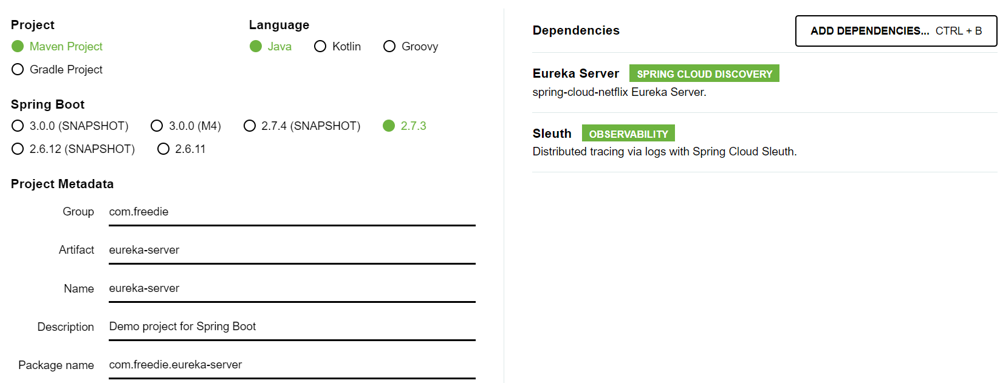 Project
Maven Project
Gradle Project
Language
Java Kotlin Groovy
Spring Boot
3.0.0 (SNAPSHOT) 3.0.0 (M4) 2.7.4 (SNAPSHOT) 2.7.3
2.6.12 (SNAPSHOT) 2.6.11
Project Metadata
Group com.freedie
Artifact eureka-server
Name eureka-server
Description Demo project for Spring Boot
Package name com.freedie.eureka-server
Dependencies ADD DEPENDENCIES... CTRL + B
Eureka Server SPRING CLOUD DISCOVERY
spring-cloud-netflix Eureka Server.
Sleuth OBSERVABILITY
Distributed tracing via logs with Spring Cloud Sleuth.